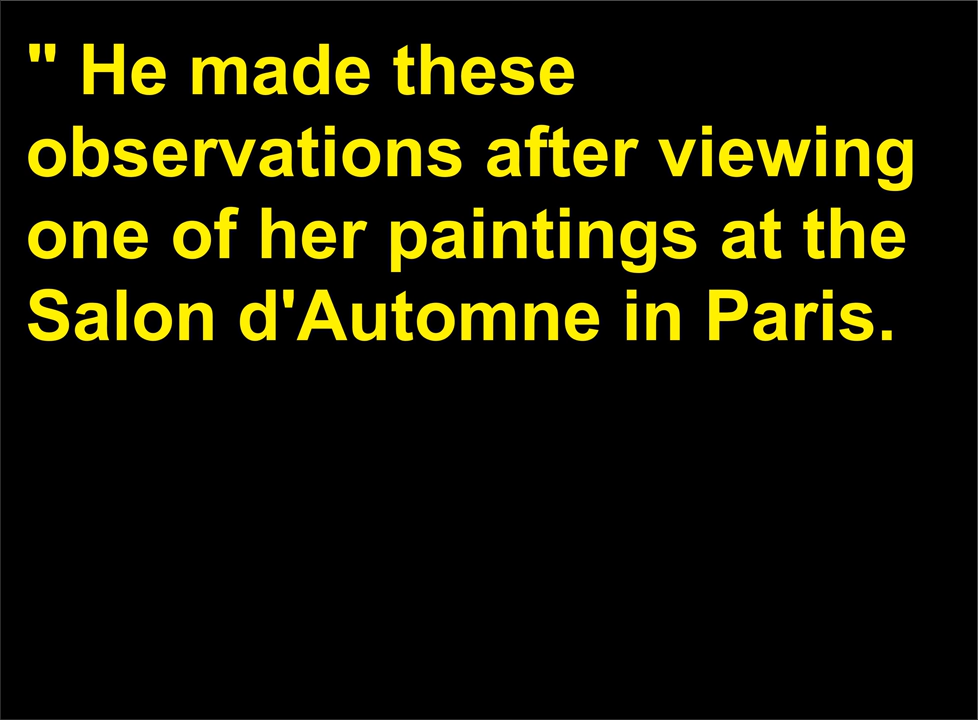 " He made these
observations after viewing
one of her paintings at the
Salon d'Automne in Paris.